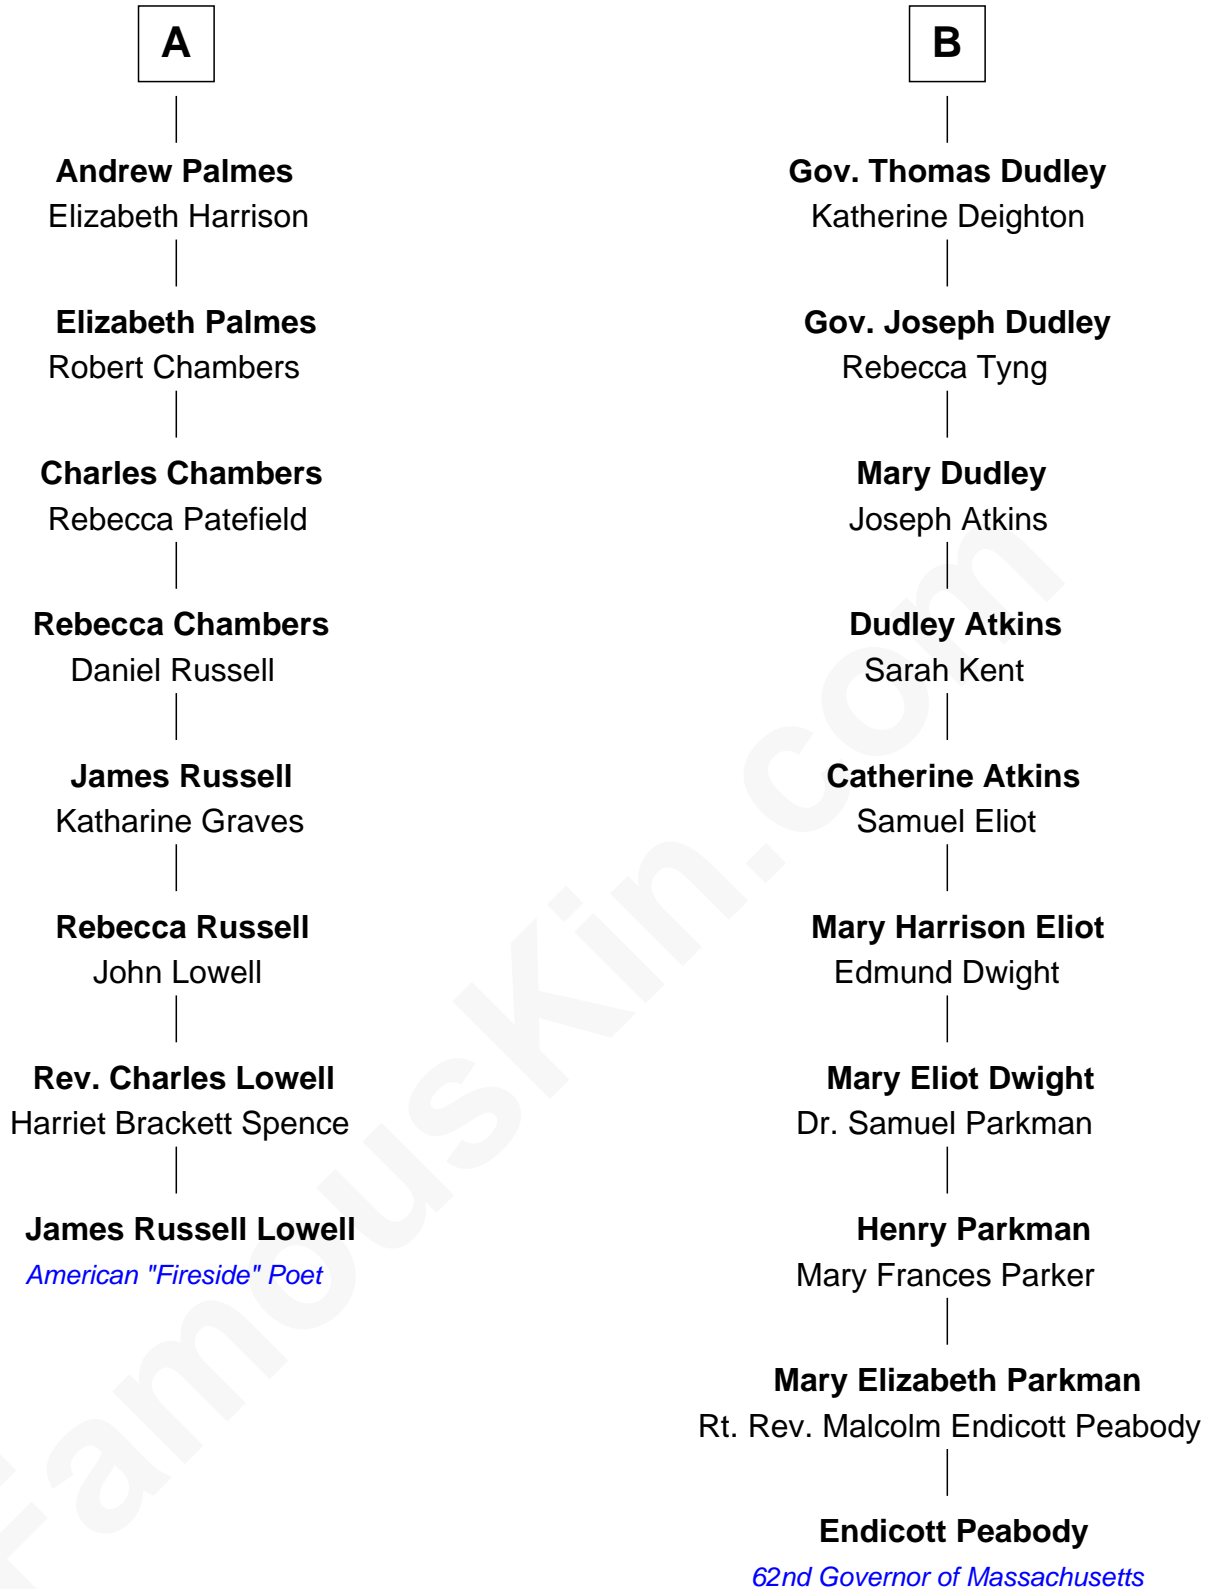 A
Andrew Palmes
Elizabeth Harrison
Elizabeth Palmes
Robert Chambers
Charles Chambers
Rebecca Patefield
Rebecca Chambers
Daniel Russell
James Russell
Katharine Graves
Rebecca Russell
John Lowell
Rev. Charles Lowell
Harriet Brackett Spence
James Russell Lowell
American "Fireside" Poet
B
Gov. Thomas Dudley
Katherine Deighton
Gov. Joseph Dudley
Rebecca Tyng
Mary Dudley
Joseph Atkins
Dudley Atkins
Sarah Kent
Catherine Atkins
Samuel Eliot
Mary Harrison Eliot
Edmund Dwight
Mary Eliot Dwight
Dr. Samuel Parkman
Henry Parkman
Mary Frances Parker
Mary Elizabeth Parkman
Rt. Rev. Malcolm Endicott Peabody
Endicott Peabody
62nd Governor of Massachusetts
FamousKin.com